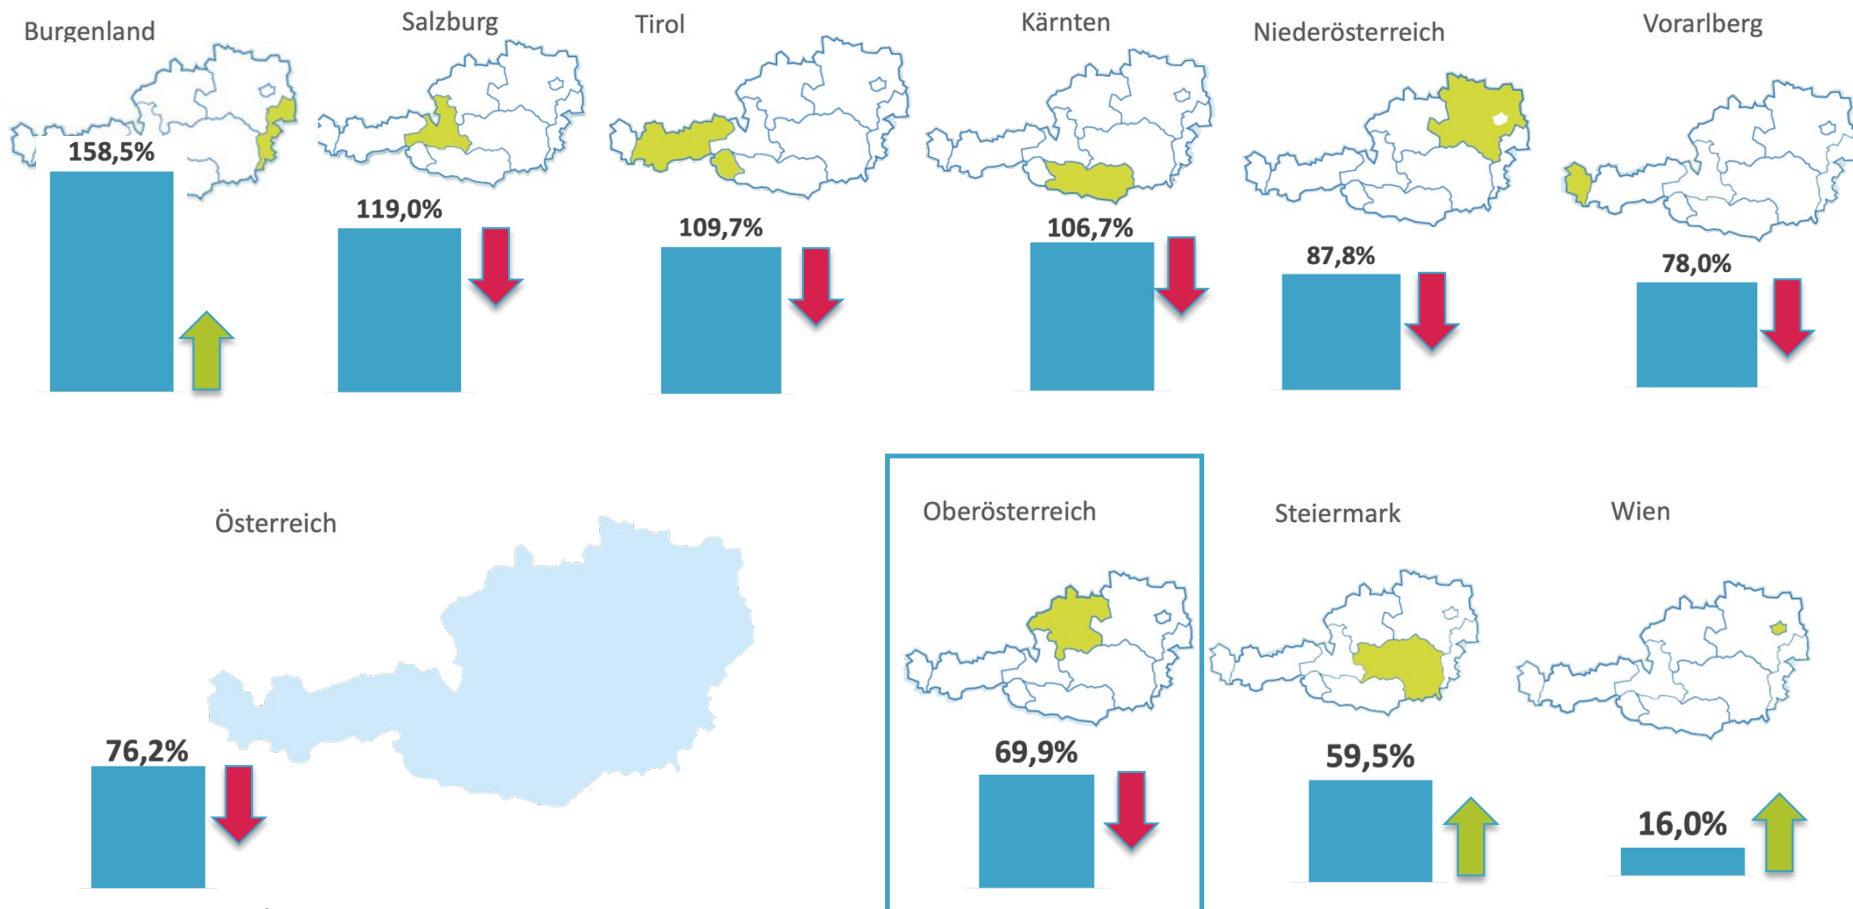 Burgenland
Salzburg
Tirol
Kärnten
Niederösterreich
Vorarlberg
158,5%
119,0%
109,7%
106,7%
87,8%
78,0%
Österreich
Oberösterreich
Steiermark
Wien
76,2%
69,9%
59,5%
16,0%